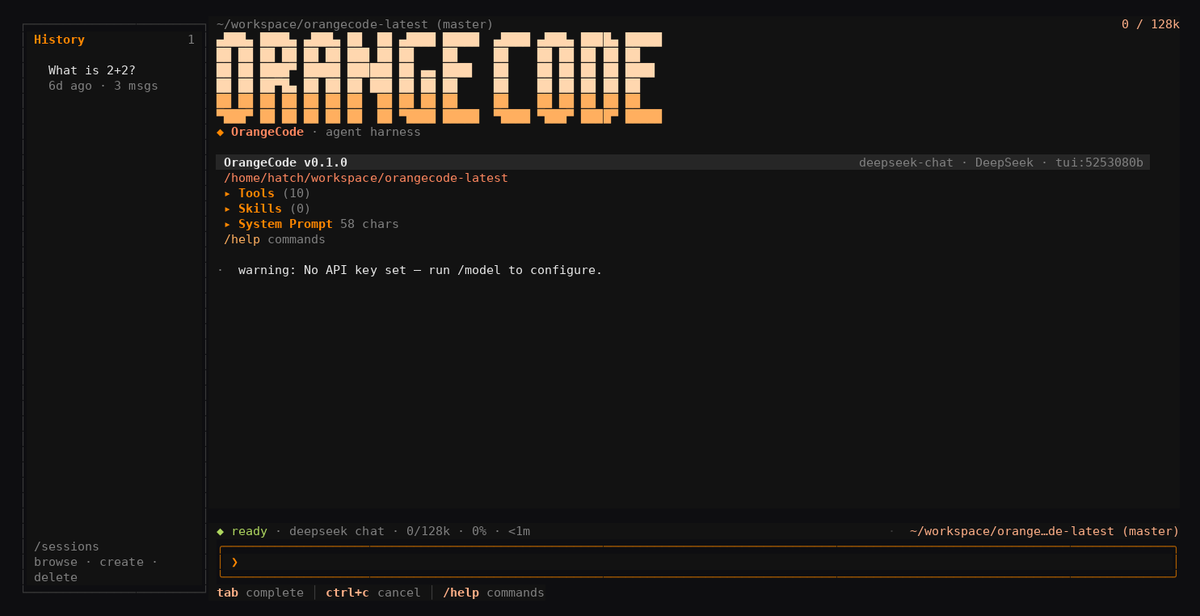 ~/workspace/orangecode-latest (master) 0 / 128k
History 1
What is 2+2?
6d ago · 3 msgs
ORANGE CODE
◆ OrangeCode · agent harness
OrangeCode v0.1.0 deepseek-chat · DeepSeek · tui:5253080b
/home/hatch/workspace/orangecode-latest
▸ Tools (10)
▸ Skills (0)
▸ System Prompt 58 chars
/help commands
· warning: No API key set — run /model to configure.
◆ ready · deepseek chat · 0/128k · 0% · <1m · ~/workspace/orange…de-latest (master)
❯
/sessions
browse · create ·
delete
tab complete │ ctrl+c cancel │ /help commands